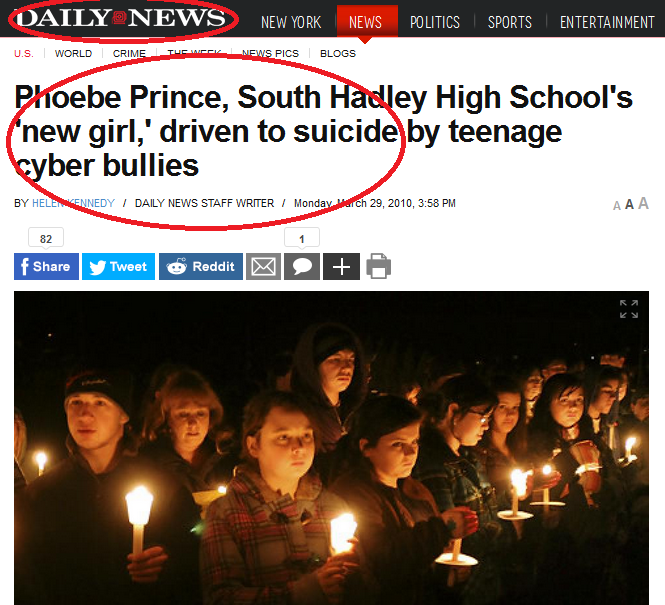 DAILY NEWS NEW YORK NEWS POLITICS SPORTS ENTERTAINMENT
U.S. WORLD CRIME THE WEEK NEWS PICS BLOGS
Phoebe Prince, South Hadley High School's
'new girl,' driven to suicide by teenage
cyber bullies
BY HELEN KENNEDY / DAILY NEWS STAFF WRITER / Monday, March 29, 2010, 3:58 PM A A A
82 1
f Share Tweet Reddit